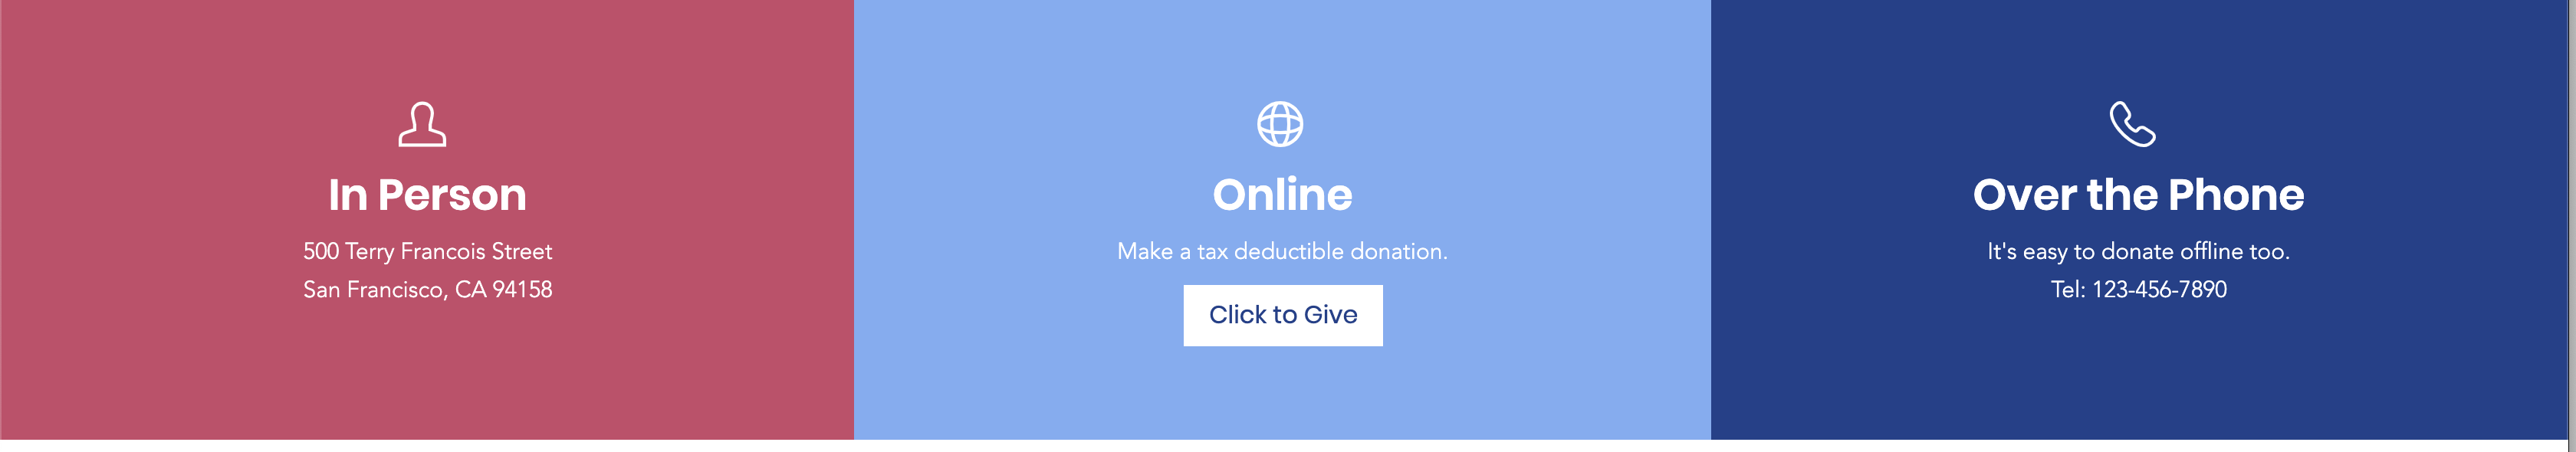 In Person
500 Terry Francois Street
San Francisco, CA 94158
Online
Make a tax deductible donation.
Click to Give
Over the Phone
It's easy to donate offline too.
Tel: 123-456-7890